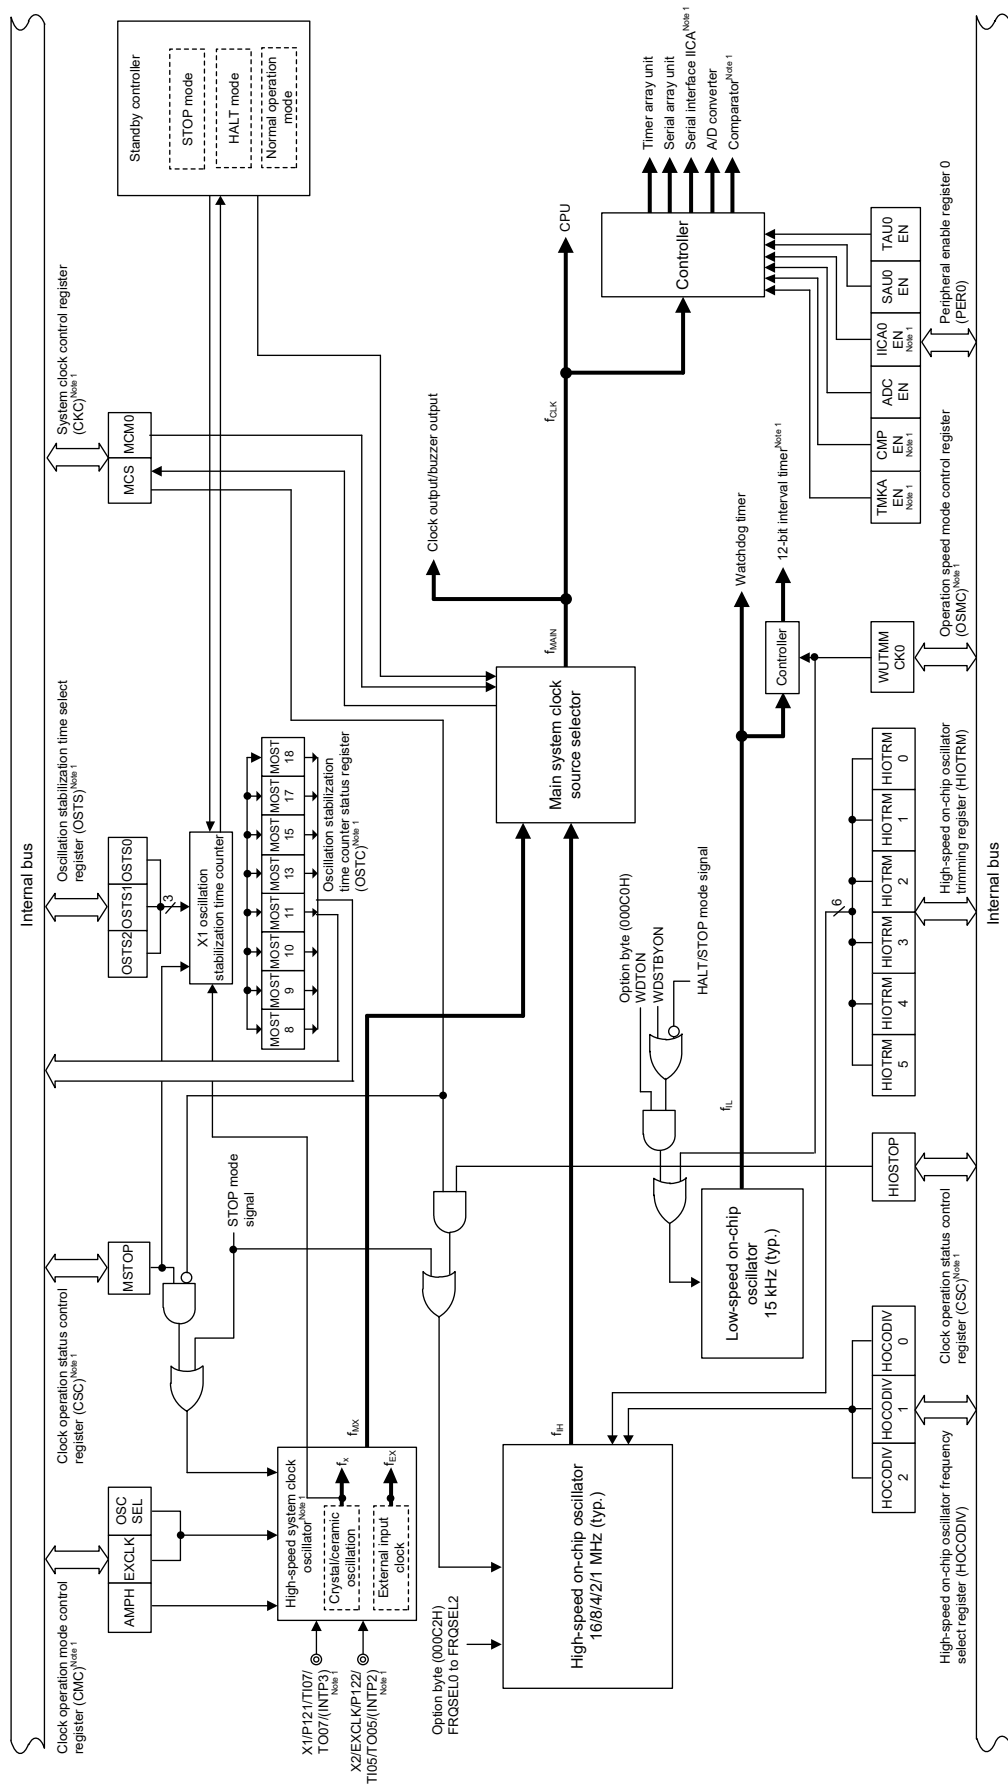 Internal bus
Clock operation mode control
register (CMC)Note 1
AMPH
EXCLK
OSC
SEL
Clock operation status control
register (CSC)Note 1
MSTOP
Oscillation stabilization time select
register (OSTS)Note 1
OSTS2
OSTS1
OSTS0
3
System clock control register
(CKC)Note 1
MCS
MCM0
Standby controller
STOP mode
HALT mode
Normal operation
mode
X1 oscillation
stabilization time counter
MOST
8
MOST
9
MOST
10
MOST
11
MOST
13
MOST
15
MOST
17
MOST
18
Oscillation stabilization
time counter status register
(OSTC)Note 1
STOP mode
signal
High-speed system clock
oscillatorNote 1
Crystal/ceramic
oscillation
fX
External input
clock
fEX
X1/P121/TI07/
TO07/(INTP3)
Note 1
X2/EXCLK/P122/
TI05/TO05/(INTP2)
Note 1
fMX
Option byte (000C2H)
FRQSEL0 to FRQSEL2
High-speed on-chip oscillator
16/8/4/2/1 MHz (typ.)
fIH
Main system clock
source selector
fMAIN
Clock output/buzzer output
fCLK
CPU
Controller
Timer array unit
Serial array unit
Serial interface IICANote 1
A/D converter
ComparatorNote 1
Option byte (000C0H)
WDTON
WDSTBYON
HALT/STOP mode signal
Low-speed on-chip
oscillator
15 kHz (typ.)
fIL
Watchdog timer
Controller
12-bit interval timerNote 1
6
HOCODIV
2
HOCODIV
1
HOCODIV
0
High-speed on-chip oscillator frequency
select register (HOCODIV)
HIOSTOP
Clock operation status control
register (CSC)Note 1
HIOTRM
5
HIOTRM
4
HIOTRM
3
HIOTRM
2
HIOTRM
1
HIOTRM
0
High-speed on-chip oscillator
trimming register (HIOTRM)
WUTMM
CK0
Operation speed mode control register
(OSMC)Note 1
TMKA
EN
Note 1
CMP
EN
Note 1
ADC
EN
IICA0
EN
Note 1
SAU0
EN
TAU0
EN
Peripheral enable register 0
(PER0)
Internal bus